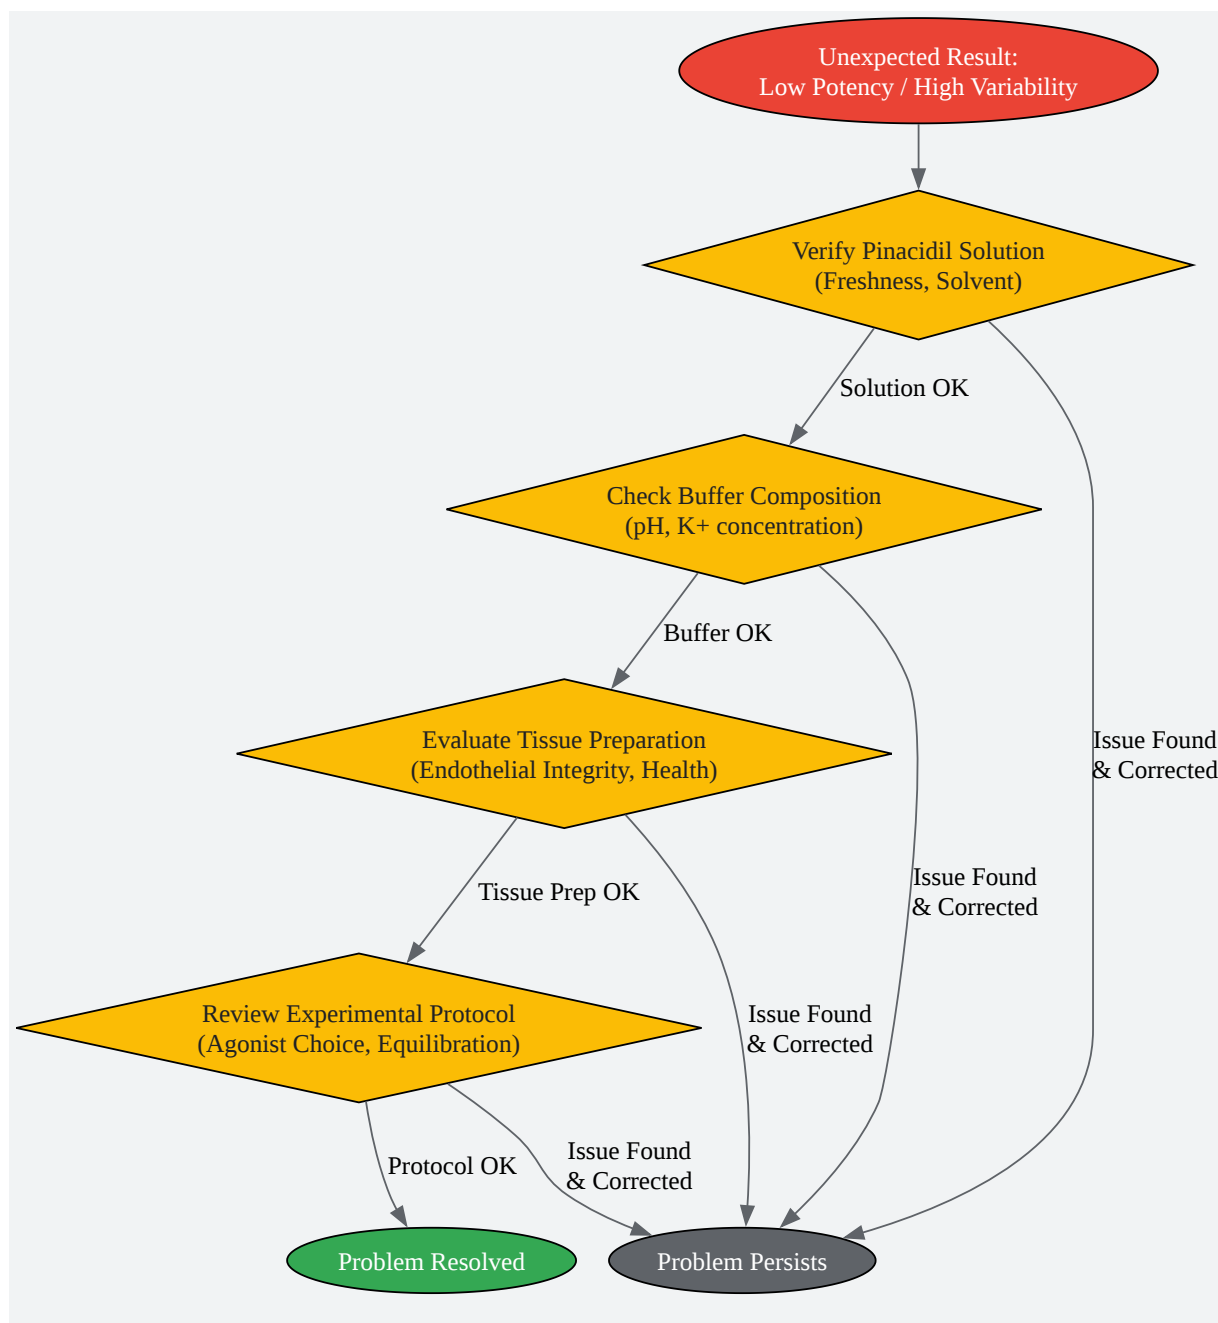 Unexpected Result:
Low Potency / High Variability
Verify Pinacidil Solution
(Freshness, Solvent)
Solution OK
Check Buffer Composition
(pH, K+ concentration)
Buffer OK
Evaluate Tissue Preparation
(Endothelial Integrity, Health)
Issue Found
& Corrected
Tissue Prep OK
Issue Found
& Corrected
Review Experimental Protocol
(Agonist Choice, Equilibration)
Issue Found
& Corrected
Protocol OK
Issue Found
& Corrected
Problem Resolved
Problem Persists